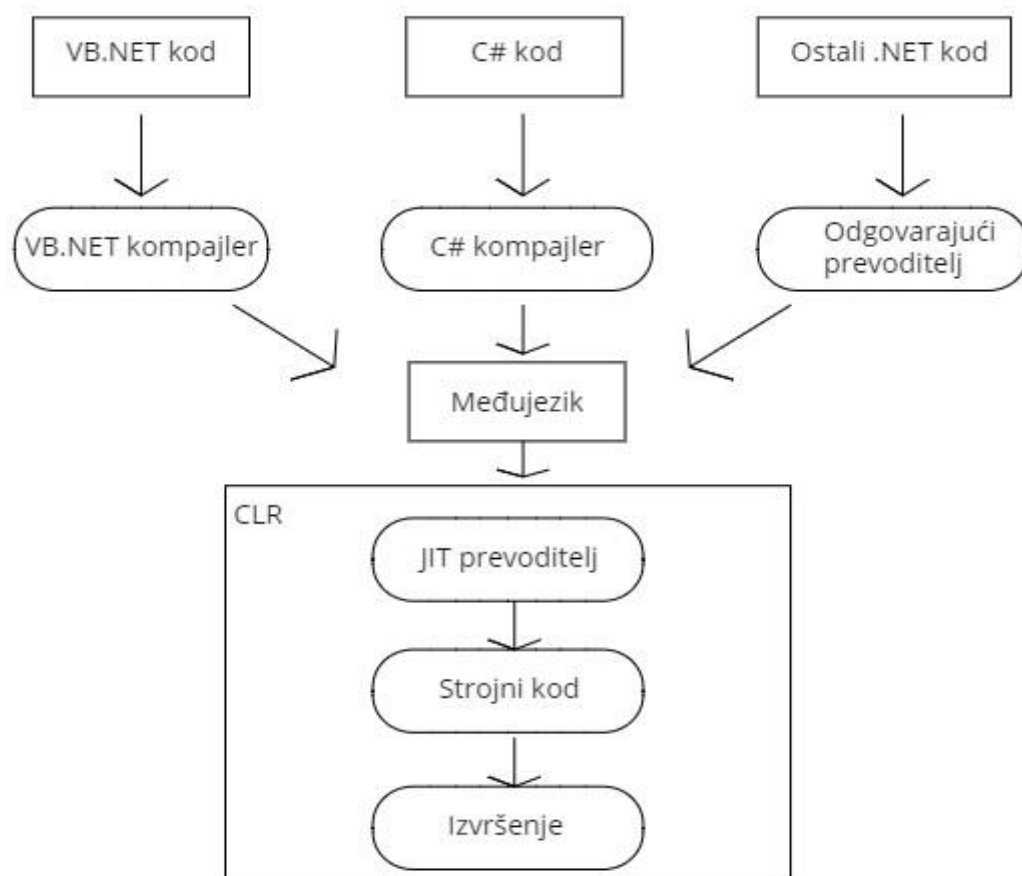 VB.NET kod
C# kod
Ostali .NET kod
VB.NET kompajler
C# kompajler
Odgovarajući
prevoditelj
Međujezik
CLR
JIT prevoditelj
Strojni kod
Izvršenje